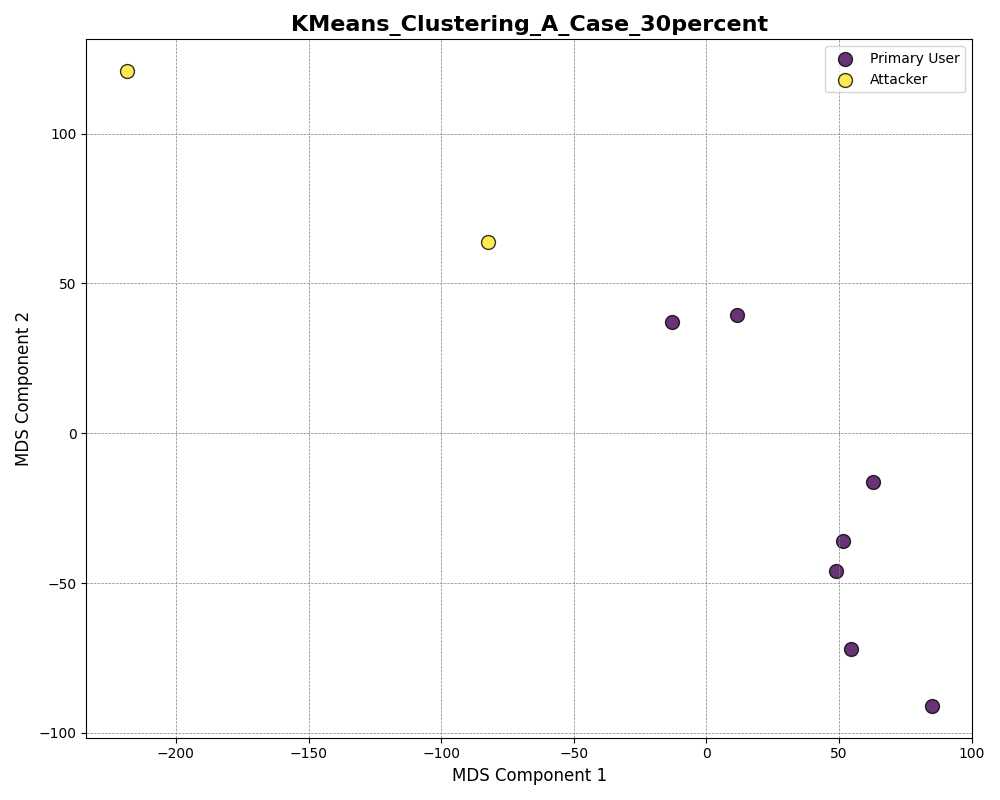 KMeans_Clustering_A_Case_30percent
Primary User
Attacker
100
50
0
−50
−100
MDS Component 2
−200
−150
−100
−50
0
50
100
MDS Component 1